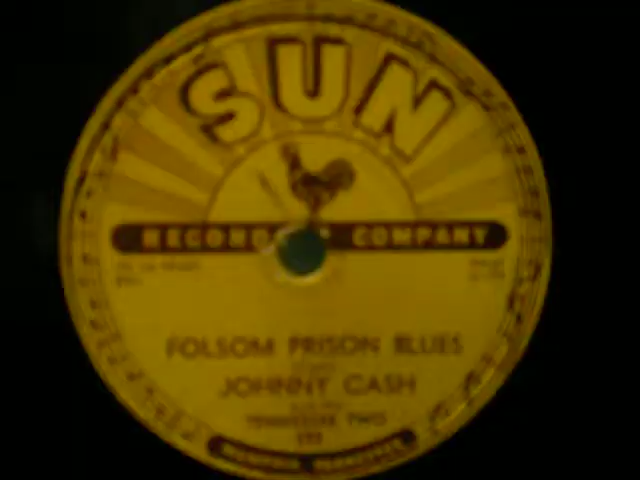 SUN
RECORD COMPANY
FOLSOM PRISON BLUES
JOHNNY CASH
TENNESSEE TWO
MEMPHIS, TENNESSEE